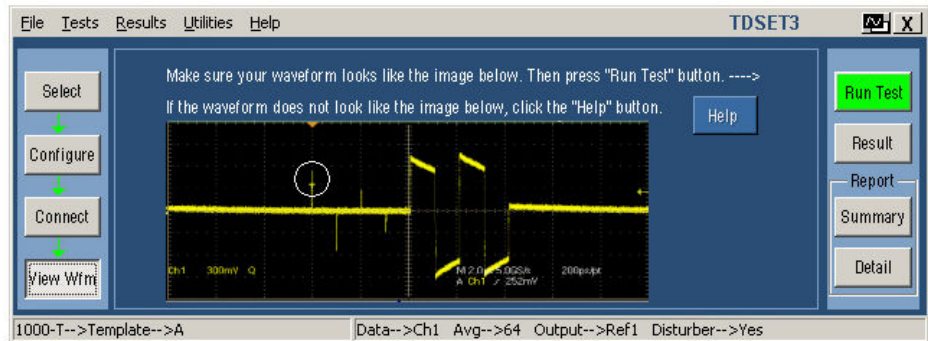 File Tests Results Utilities Help TDSET3 X
Make sure your waveform looks like the image below. Then press "Run Test" button. ---->
If the waveform does not look like the image below, click the "Help" button.
Help
Select
Configure
Connect
View Wfm
Ch1 300mV Ω M 2.0 5.0GS/s 200ps/pt
A Ch1 252mV
Run Test
Result
Report
Summary
Detail
1000-T-->Template-->A Data-->Ch1 Avg-->64 Output-->Ref1 Disturber-->Yes